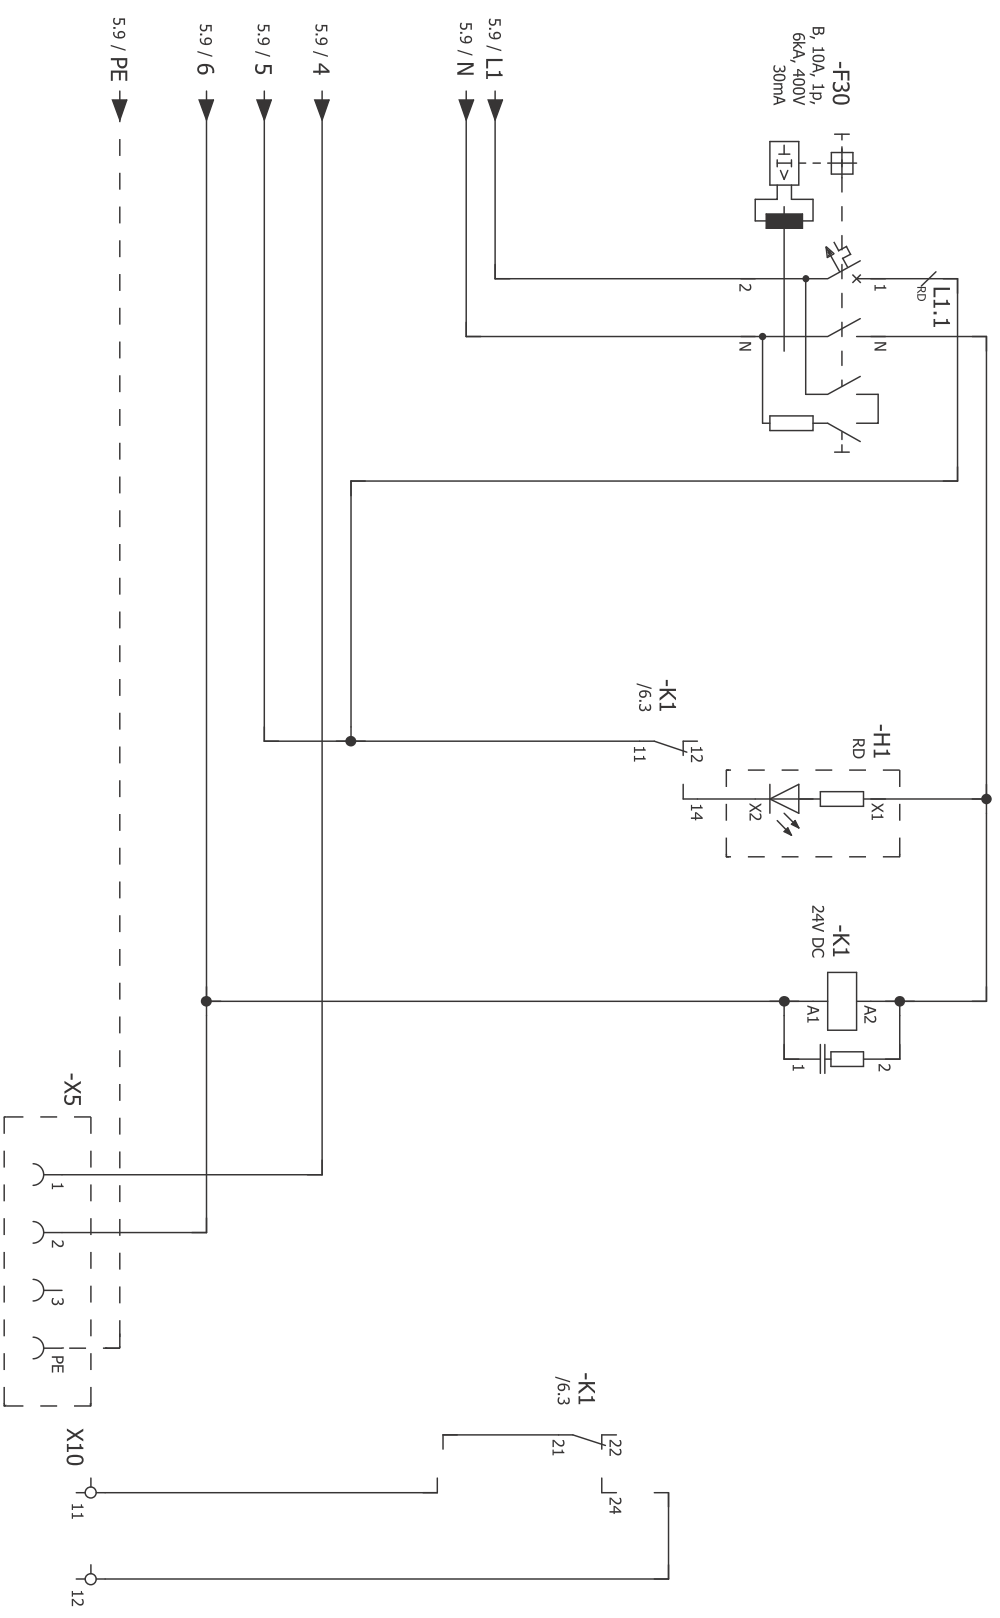 -F30
B, 10A, 1p,
6kA, 400V
30mA
5.9 / L1
5.9 / N
5.9 / 4
5.9 / 5
5.9 / 6
5.9 / PE
L1.1
RD
1
2
N
N
-K1
/6.3
12
11
14
-H1
RD
X1
X2
-K1
24V DC
A2
A1
2
1
-X5
1
2
3
PE
-K1
/6.3
22
21
24
X10
11
12